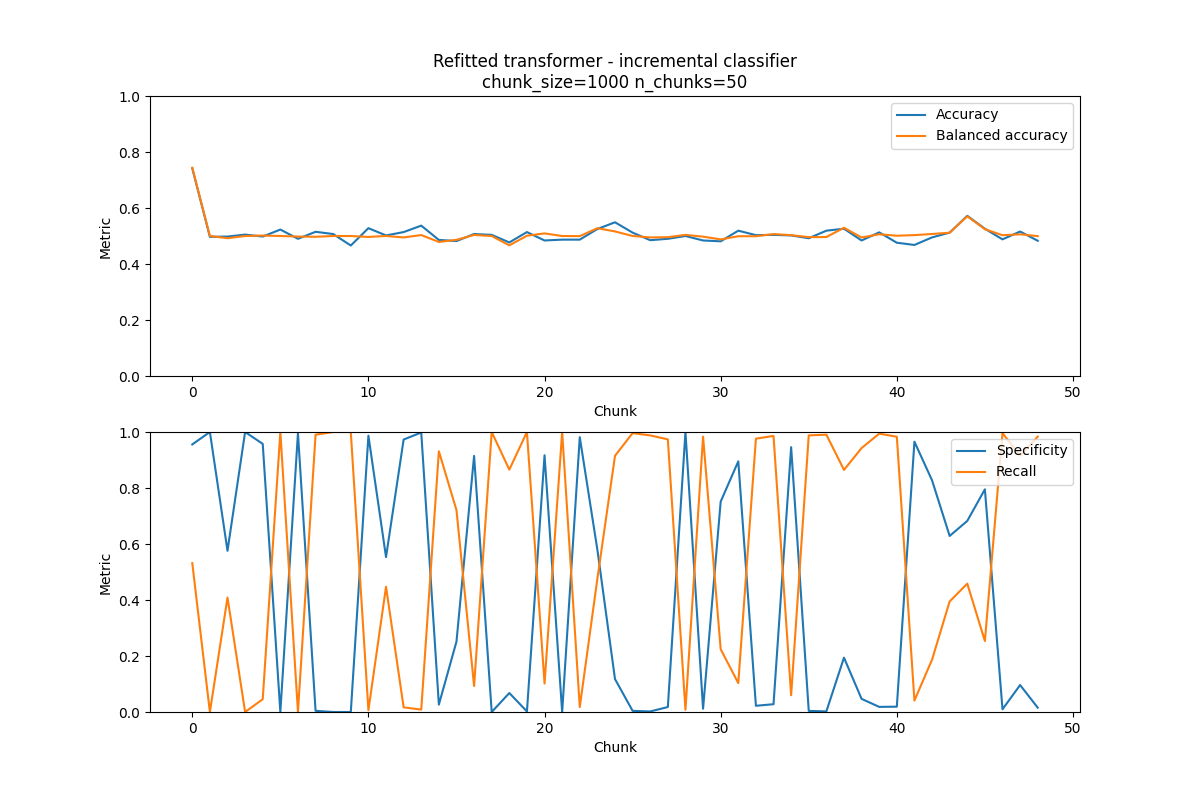 Refitted transformer - incremental classifier
chunk_size=1000 n_chunks=50
1.0
0.8
0.6
0.4
0.2
0.0
Metric
Accuracy
Balanced accuracy
0 10 20 30 40 50
Chunk
1.0
0.8
0.6
0.4
0.2
0.0
Metric
Specificity
Recall
0 10 20 30 40 50
Chunk